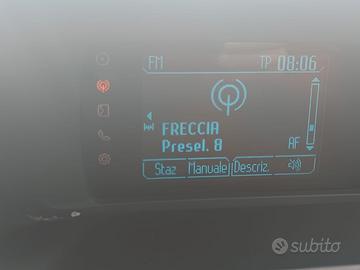 FM TP 08:06
FRECCIA
Presel. 8 AF
Staz Manuale Descriz.
subito